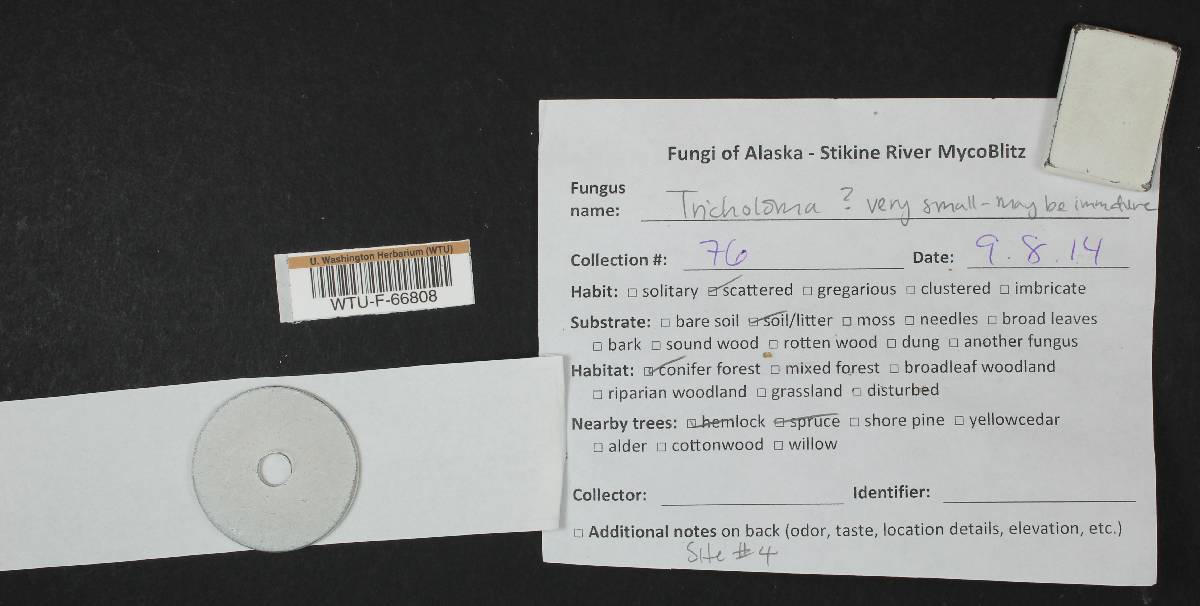 Fungi of Alaska - Stikine River MycoBlitz
Fungus
name: Tricholoma ? very small - may be immature
Collection #: 76 Date: 9.8.14
Habit: □ solitary ☑ scattered □ gregarious □ clustered □ imbricate
Substrate: □ bare soil ☑ soil/litter □ moss □ needles □ broad leaves
□ bark □ sound wood □ rotten wood □ dung □ another fungus
Habitat: ☑ conifer forest □ mixed forest □ broadleaf woodland
□ riparian woodland □ grassland □ disturbed
Nearby trees: ☑ hemlock ☑ spruce □ shore pine □ yellowcedar
□ alder □ cottonwood □ willow
Collector: Identifier:
□ Additional notes on back (odor, taste, location details, elevation, etc.)
Site #4
U. Washington Herbarium (WTU)
WTU-F-66808